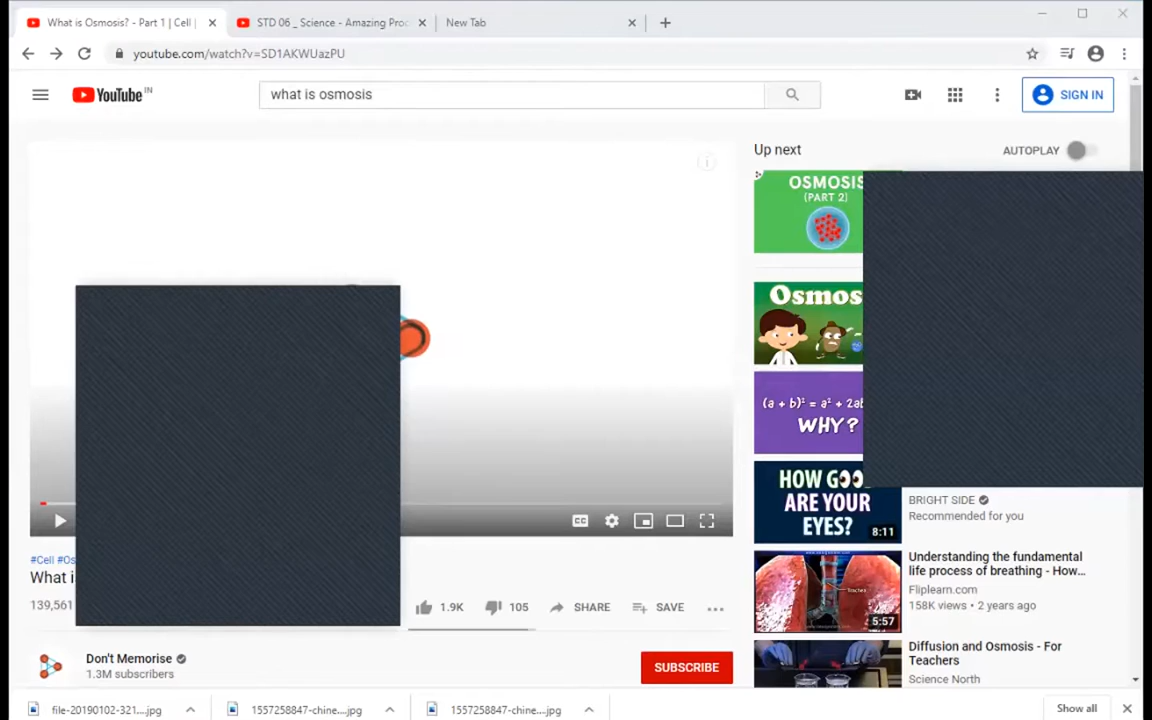 What is Osmosis? - Part 1 | Cell |
STD 06 _ Science - Amazing Proc
New Tab
youtube.com/watch?v=SD1AKWUazPU
YouTube IN
what is osmosis
SIGN IN
Up next
AUTOPLAY
OSMOSIS
(PART 2)
Osmos
(a + b)² = a² + 2ab
WHY?
HOW GOOD
ARE YOUR
EYES?
8:11
BRIGHT SIDE
Recommended for you
CC
#Cell #Os
What i
139,561
1.9K
105
SHARE
SAVE
Understanding the fundamental
life process of breathing - How...
Fliplearn.com
158K views • 2 years ago
5:57
Don't Memorise
1.3M subscribers
SUBSCRIBE
Diffusion and Osmosis - For
Teachers
Science North
file-20190102-321....jpg
1557258847-chine....jpg
1557258847-chine....jpg
Show all